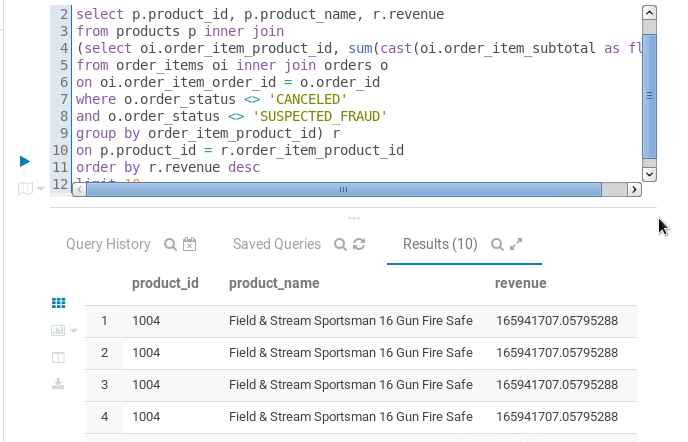 2 select p.product_id, p.product_name, r.revenue
3 from products p inner join
4 (select oi.order_item_product_id, sum(cast(oi.order_item_subtotal as fl
5 from order_items oi inner join orders o
6 on oi.order_item_order_id = o.order_id
7 where o.order_status <> 'CANCELED'
8 and o.order_status <> 'SUSPECTED_FRAUD'
9 group by order_item_product_id) r
10 on p.product_id = r.order_item_product_id
11 order by r.revenue desc
12 limit 10
Query History Saved Queries Results (10)
product_id product_name revenue
1 1004 Field & Stream Sportsman 16 Gun Fire Safe 165941707.05795288
2 1004 Field & Stream Sportsman 16 Gun Fire Safe 165941707.05795288
3 1004 Field & Stream Sportsman 16 Gun Fire Safe 165941707.05795288
4 1004 Field & Stream Sportsman 16 Gun Fire Safe 165941707.05795288